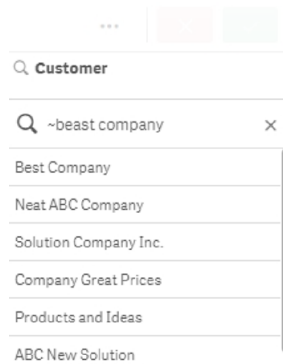 Customer
~beast company
Best Company
Neat ABC Company
Solution Company Inc.
Company Great Prices
Products and Ideas
ABC New Solution